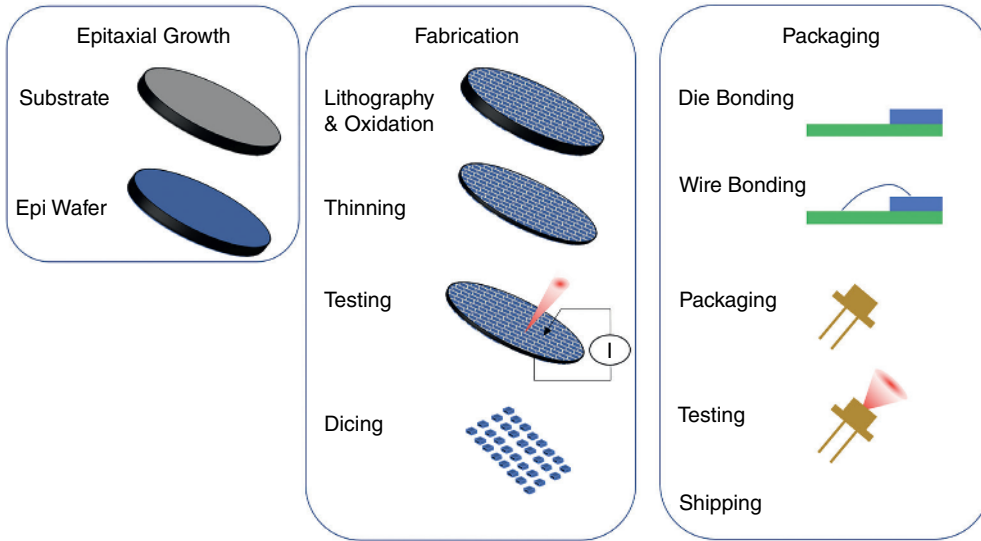 Epitaxial Growth
Substrate
Epi Wafer
Fabrication
Lithography
& Oxidation
Thinning
Testing
I
Dicing
Packaging
Die Bonding
Wire Bonding
Packaging
Testing
Shipping